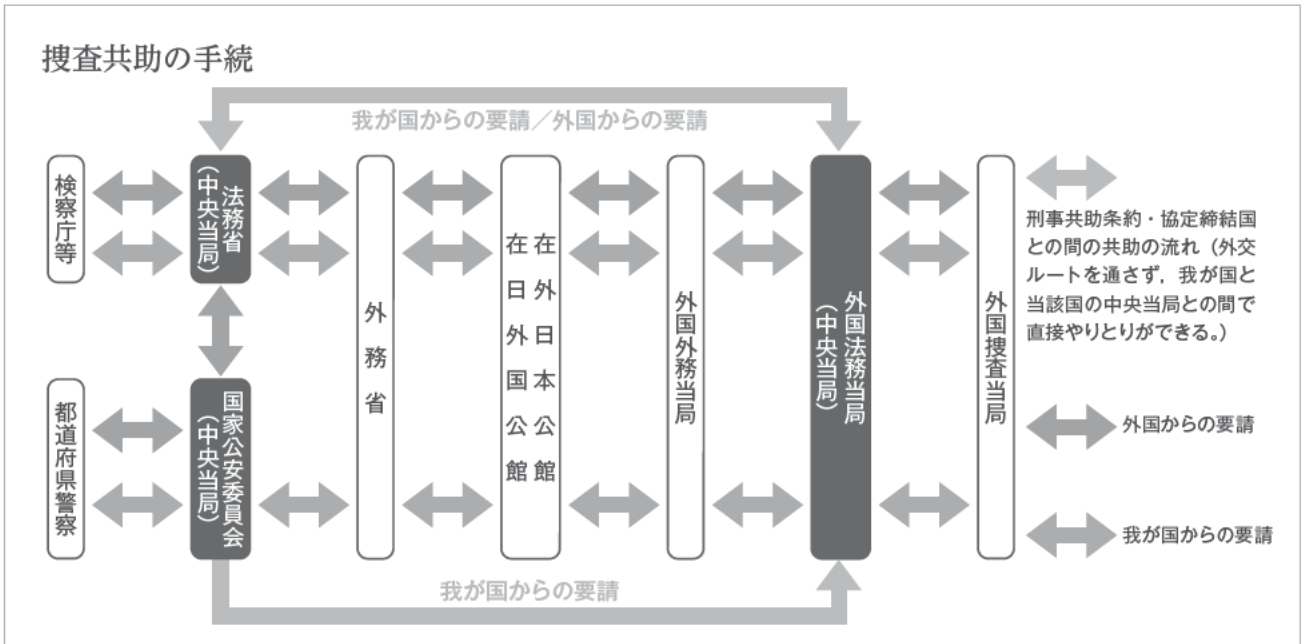 捜査共助の手続
我が国からの要請／外国からの要請
検察庁等
法務省
（中央当局）
外務省
在外日本公館
在日外国公館
外国外務当局
外国法務当局
（中央当局）
外国捜査当局
都道府県警察
国家公安委員会
（中央当局）
我が国からの要請
刑事共助条約・協定締結国
との間の共助の流れ（外交
ルートを通さず，我が国と
当該国の中央当局との間で
直接やりとりができる。）
外国からの要請
我が国からの要請